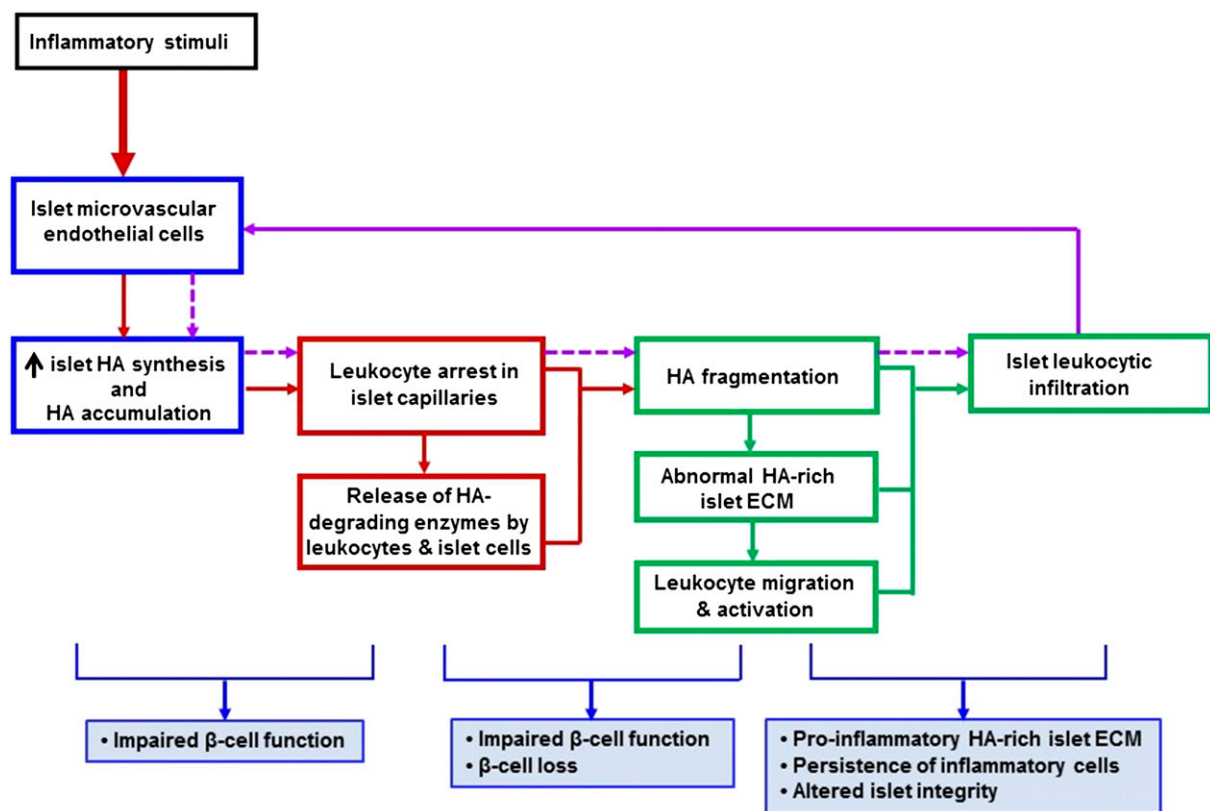 Inflammatory stimuli
Islet microvascular
endothelial cells
↑ islet HA synthesis
and
HA accumulation
Leukocyte arrest in
islet capillaries
Release of HA-
degrading enzymes by
leukocytes & islet cells
HA fragmentation
Abnormal HA-rich
islet ECM
Leukocyte migration
& activation
Islet leukocytic
infiltration
• Impaired β-cell function
• Impaired β-cell function
• β-cell loss
• Pro-inflammatory HA-rich islet ECM
• Persistence of inflammatory cells
• Altered islet integrity